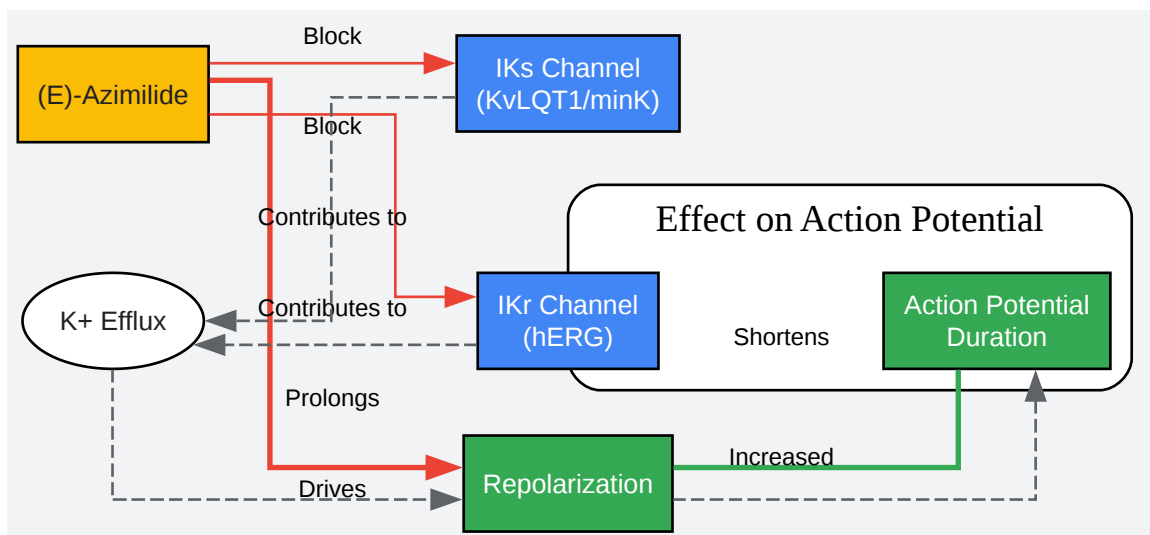 Block
(E)-Azimilide
IKs Channel
(KvLQT1/minK)
Block
Contributes to
Effect on Action Potential
K+ Efflux
Contributes to
IKr Channel
(hERG)
Shortens
Action Potential
Duration
Prolongs
Increased
Repolarization
Drives